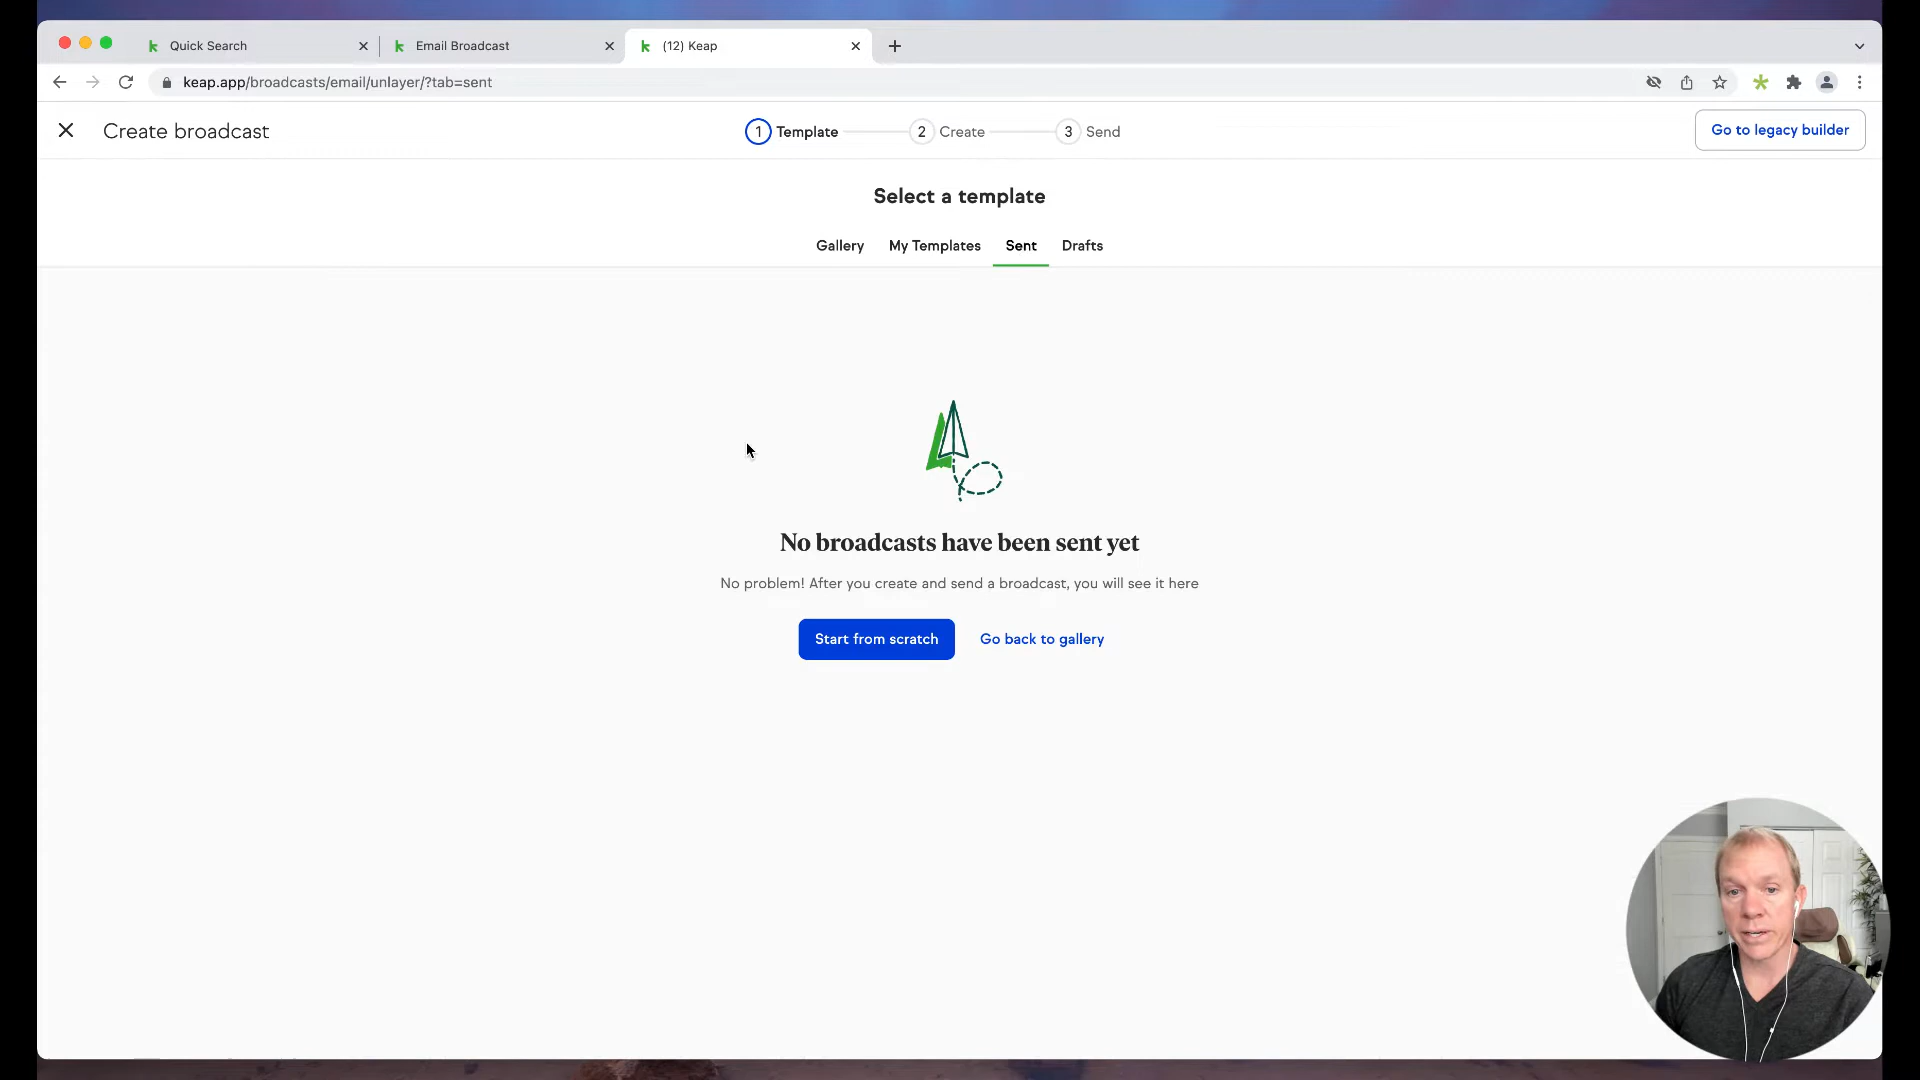 Quick Search
Email Broadcast
(12) Keap
keap.app/broadcasts/email/unlayer/?tab=sent
Create broadcast
1 Template
2 Create
3 Send
Go to legacy builder
Select a template
Gallery My Templates Sent Drafts
No broadcasts have been sent yet
No problem! After you create and send a broadcast, you will see it here
Start from scratch
Go back to gallery